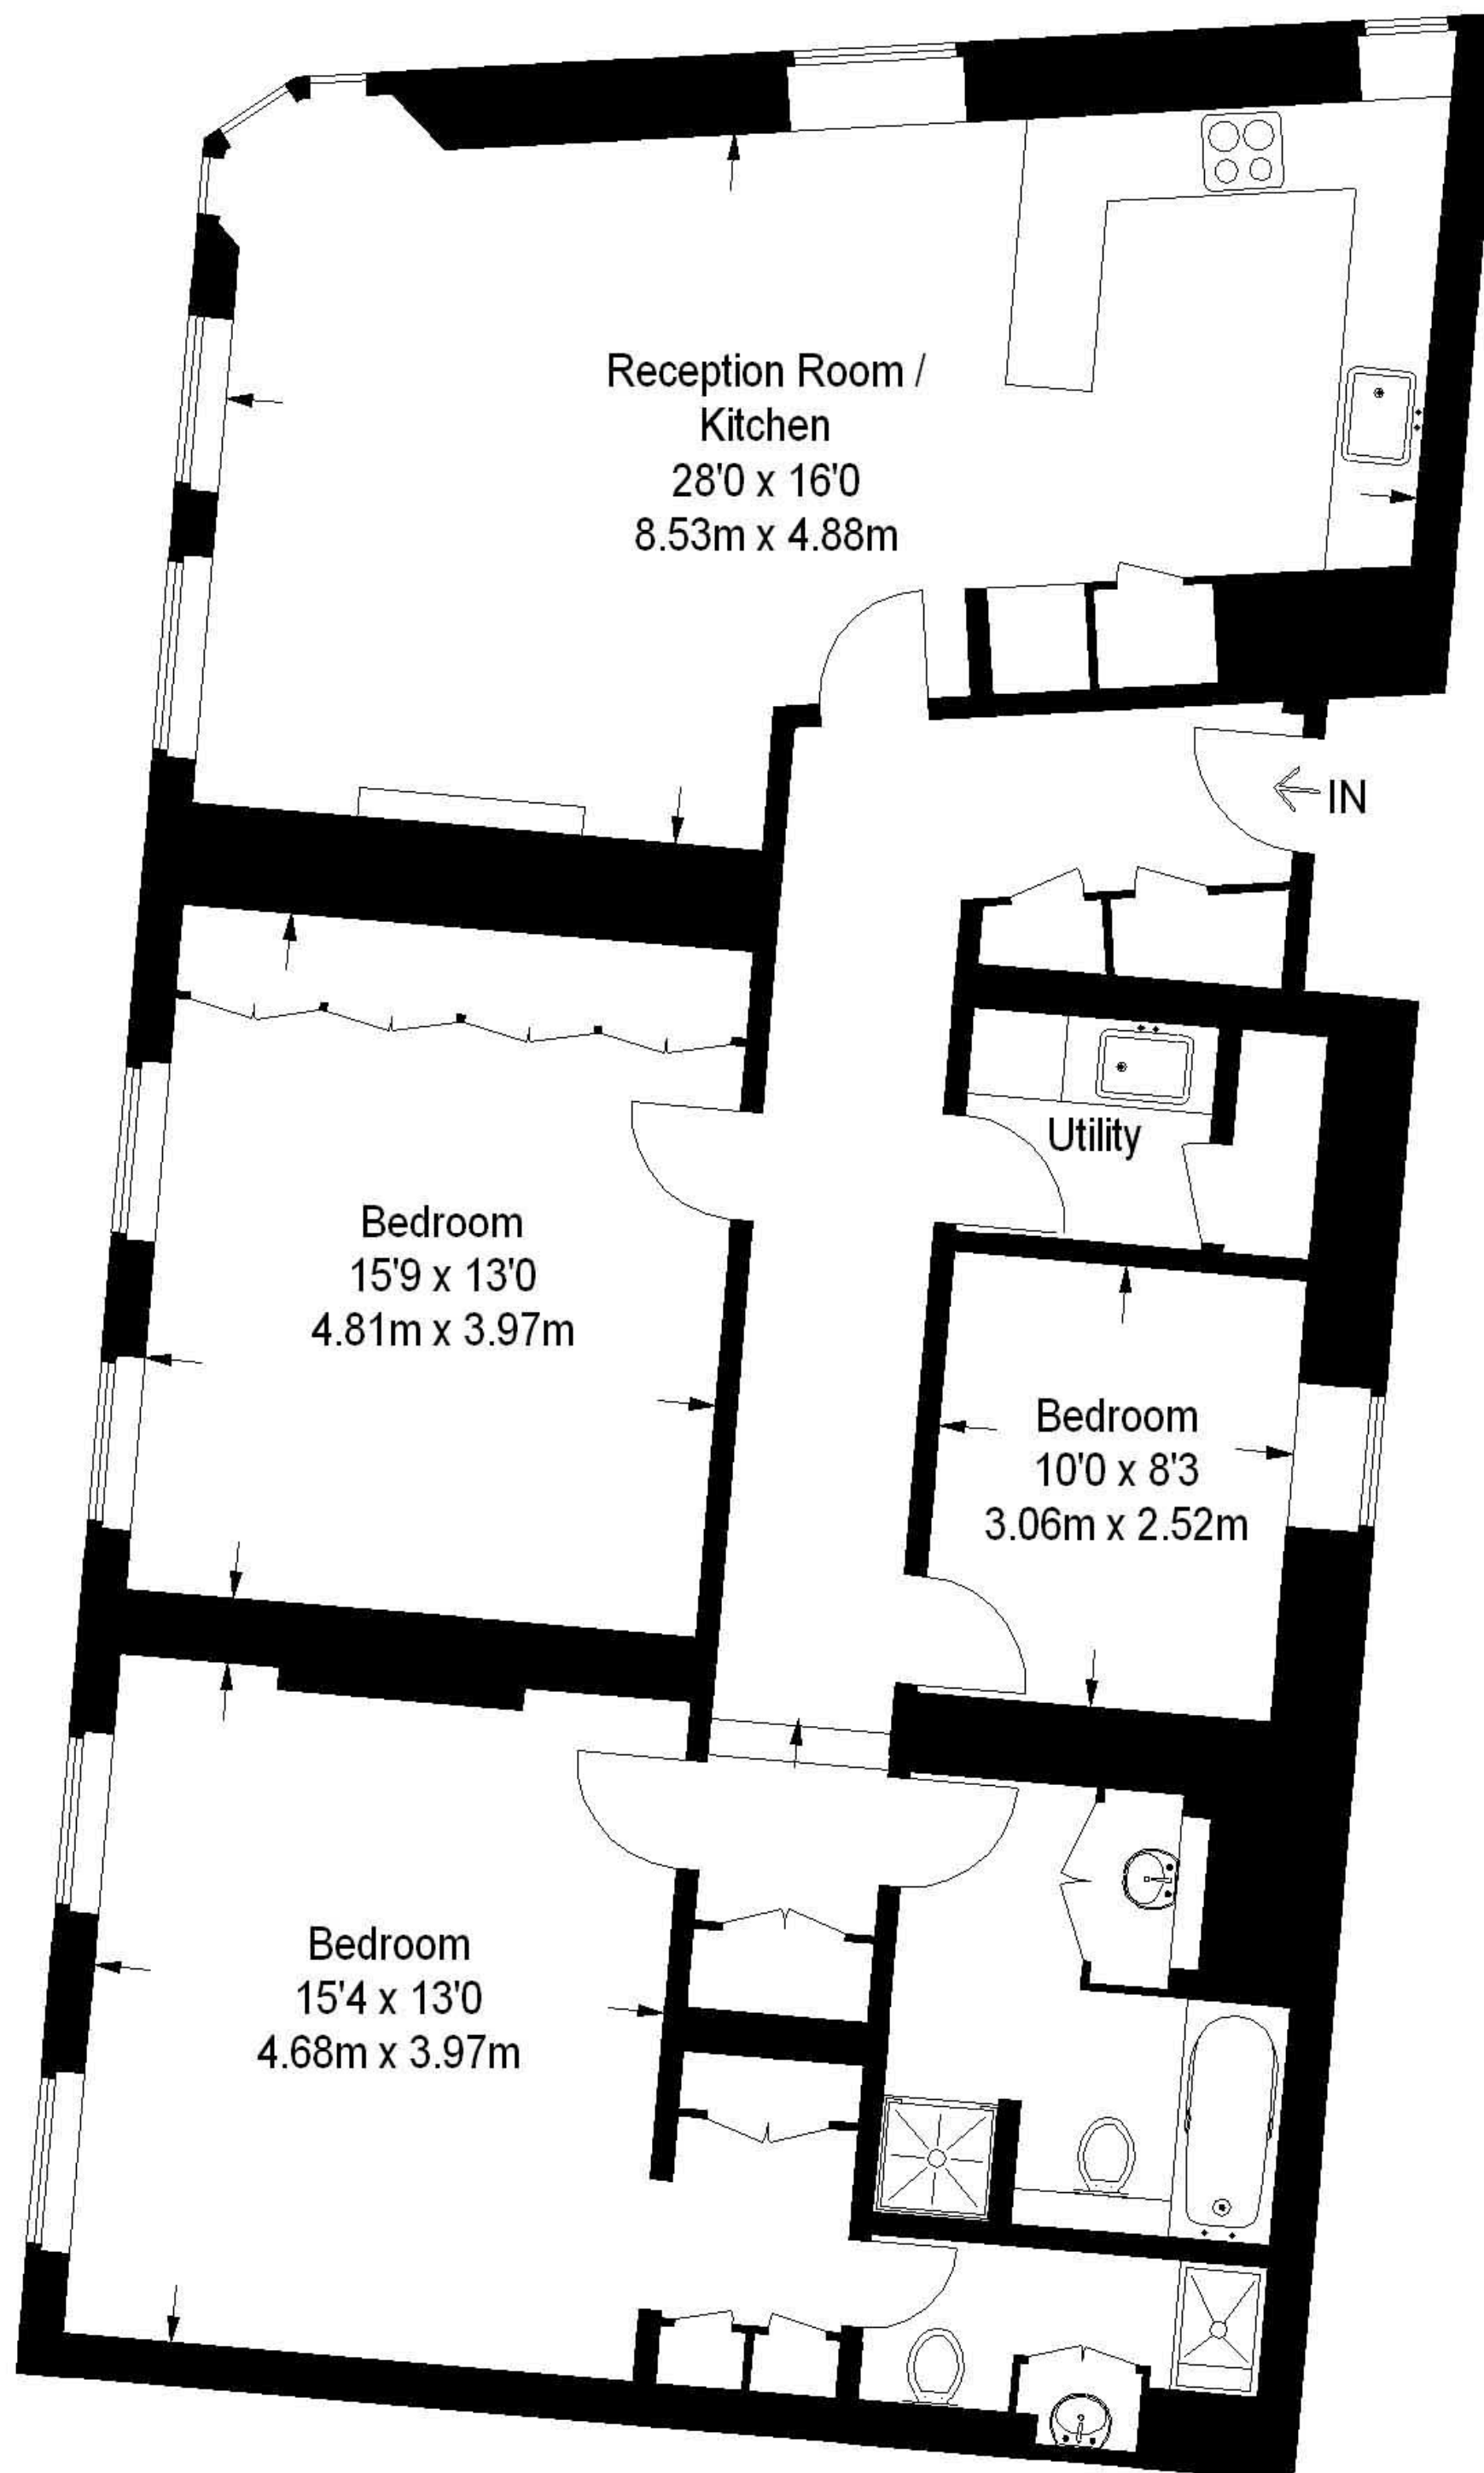 Reception Room /
Kitchen
28'0 x 16'0
8.53m x 4.88m
IN
Utility
Bedroom
15'9 x 13'0
4.81m x 3.97m
Bedroom
10'0 x 8'3
3.06m x 2.52m
Bedroom
15'4 x 13'0
4.68m x 3.97m